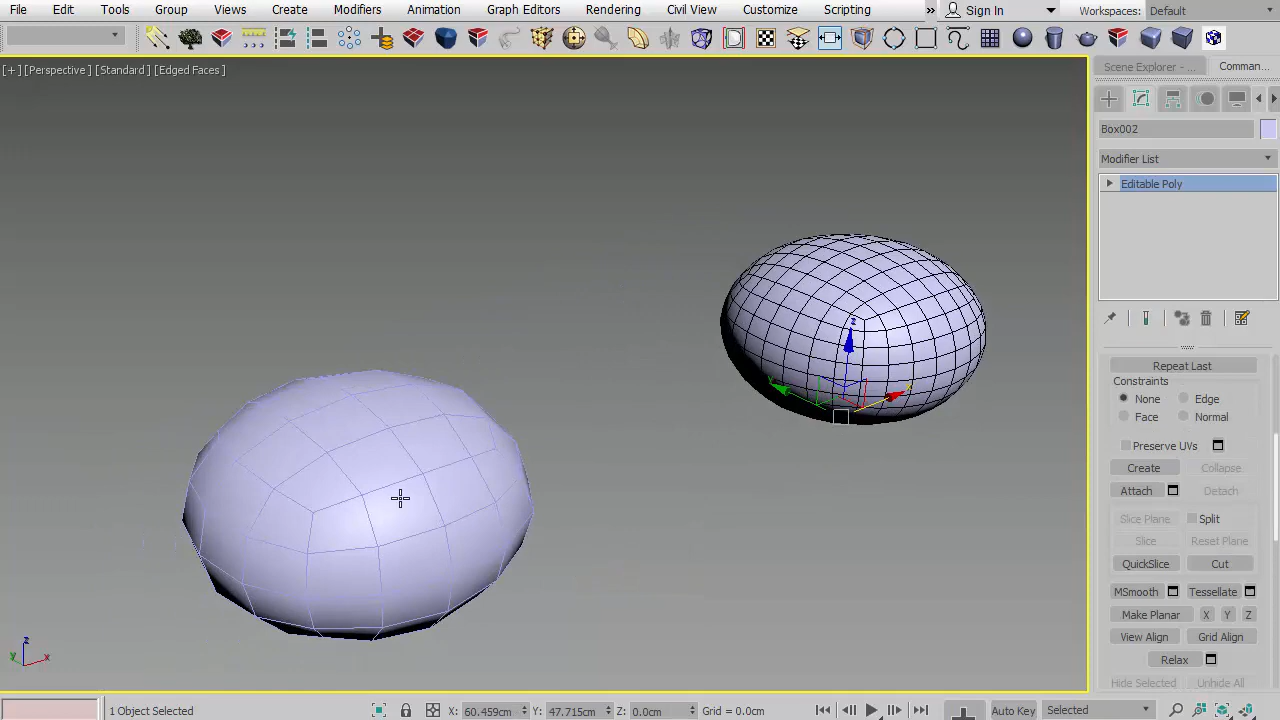 File Edit Tools Group Views Create Modifiers Animation Graph Editors Rendering Civil View Customize Scripting » Sign In Workspaces: Default
[+] [Perspective] [Standard] [Edged Faces]
Scene Explorer - ... Comman...
Box002
Modifier List
Editable Poly
Repeat Last
Constraints
None Edge
Face Normal
Preserve UVs
Create Collapse
Attach Detach
Slice Plane Split
Slice Reset Plane
QuickSlice Cut
MSmooth Tessellate
Make Planar X Y Z
View Align Grid Align
Relax
Hide Selected Unhide All
z
y x
z
y x
1 Object Selected X: 60.459cm Y: 47.715cm Z: 0.0cm Grid = 0.0cm Auto Key Selected